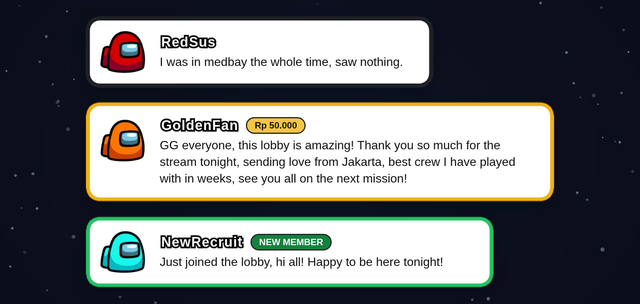 RedSus
I was in medbay the whole time, saw nothing.
GoldenFan Rp 50.000
GG everyone, this lobby is amazing! Thank you so much for the
stream tonight, sending love from Jakarta, best crew I have played
with in weeks, see you all on the next mission!
NewRecruit NEW MEMBER
Just joined the lobby, hi all! Happy to be here tonight!